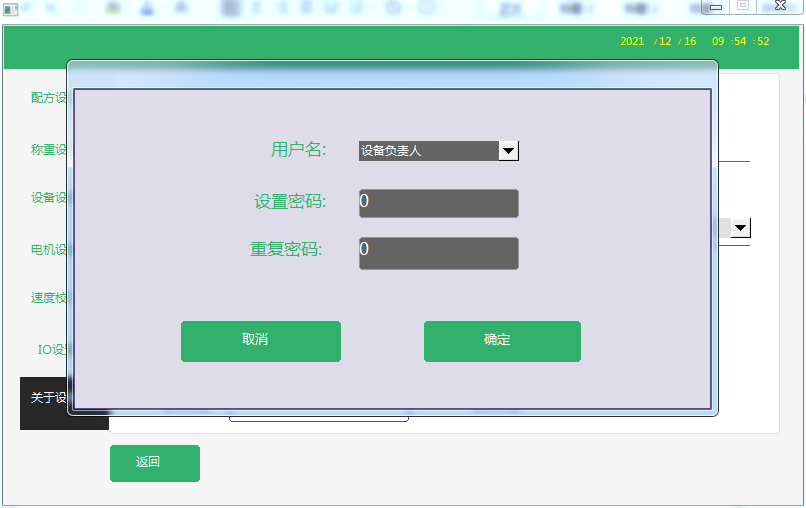 2021 / 12 / 16 09 : 54 : 52
配方设
称重设
设备设
电机设
速度校
IO设
关于设
用户名: 设备负责人
设置密码: 0
重复密码: 0
取消 确定
返回